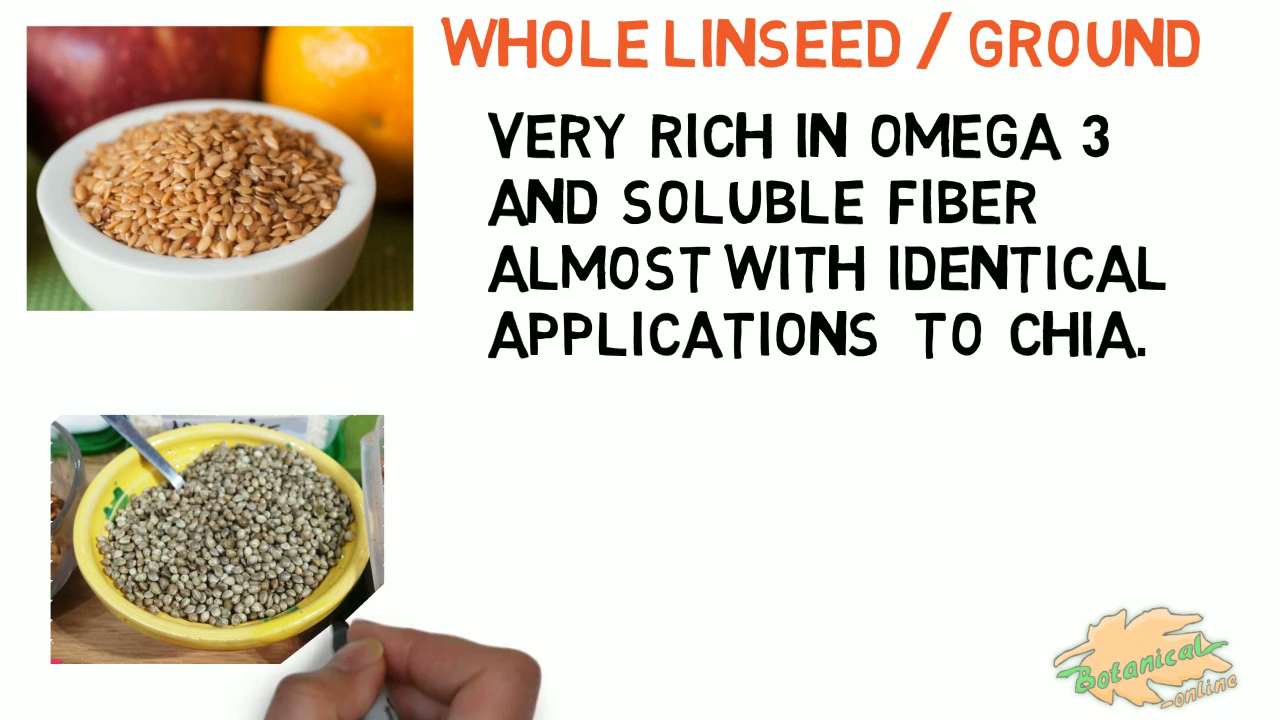 WHOLE LINSEED / GROUND
VERY RICH IN OMEGA 3
AND SOLUBLE FIBER
ALMOST WITH IDENTICAL
APPLICATIONS TO CHIA.
Botanical
-online